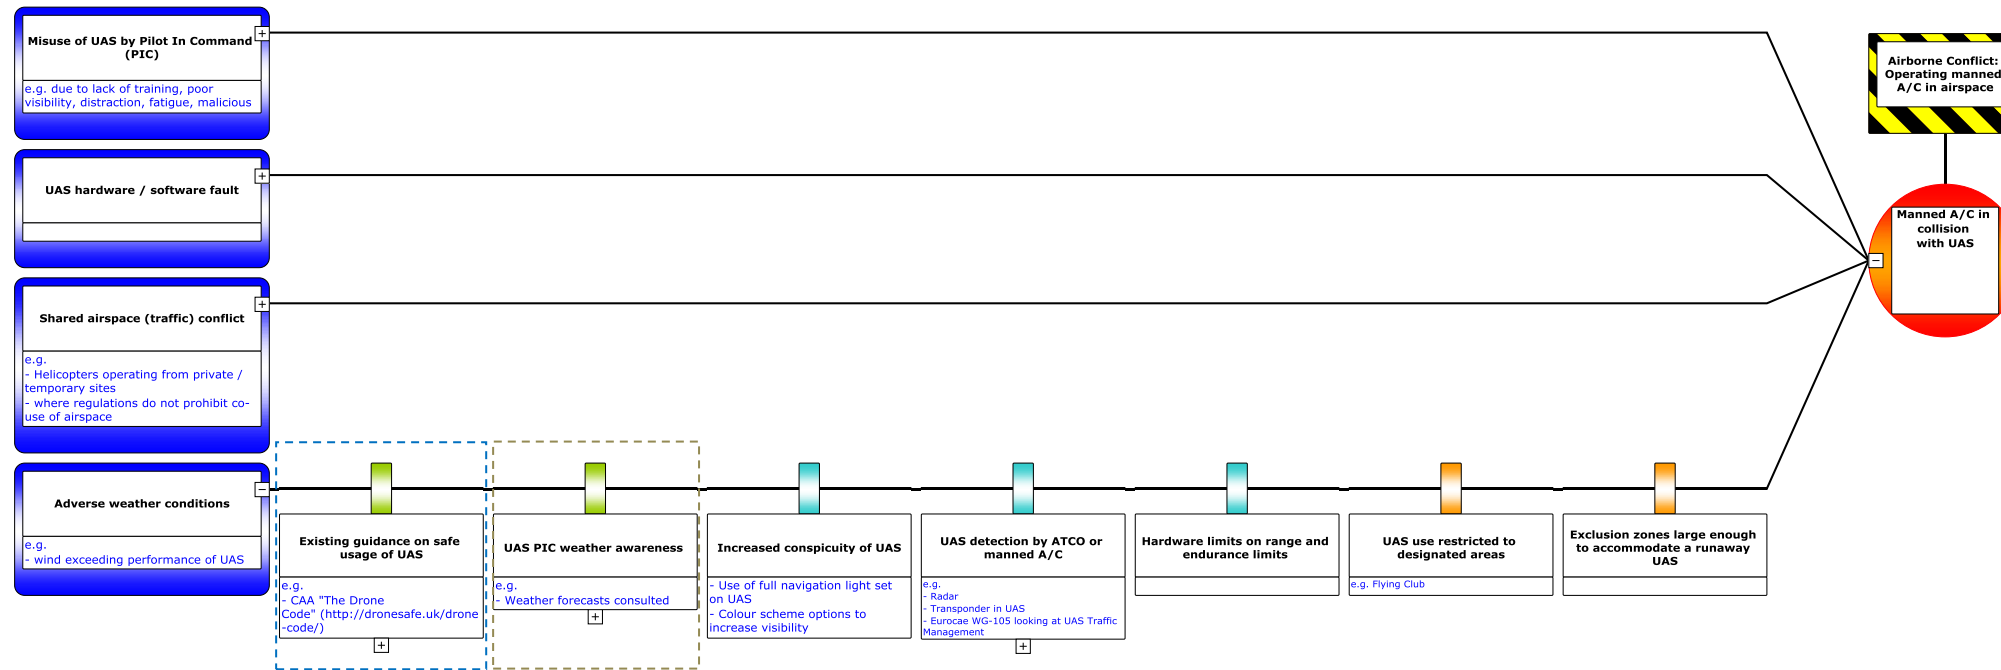 Misuse of UAS by Pilot In Command
(PIC)
e.g. due to lack of training, poor
visibility, distraction, fatigue, malicious
+
Airborne Conflict:
Operating manned
A/C in airspace
UAS hardware / software fault
+
Manned A/C in
collision
with UAS
−
Shared airspace (traffic) conflict
+
e.g.
- Helicopters operating from private /
temporary sites
- where regulations do not prohibit co-
use of airspace
Adverse weather conditions
−
e.g.
- wind exceeding performance of UAS
Existing guidance on safe
usage of UAS
e.g.
- CAA "The Drone
Code" (http://dronesafe.uk/drone
-code/)
+
UAS PIC weather awareness
e.g.
- Weather forecasts consulted
+
Increased conspicuity of UAS
- Use of full navigation light set
on UAS
- Colour scheme options to
increase visibility
UAS detection by ATCO or
manned A/C
e.g.
- Radar
- Transponder in UAS
- Eurocae WG-105 looking at UAS Traffic
Management
+
Hardware limits on range and
endurance limits
UAS use restricted to
designated areas
e.g. Flying Club
Exclusion zones large enough
to accommodate a runaway
UAS